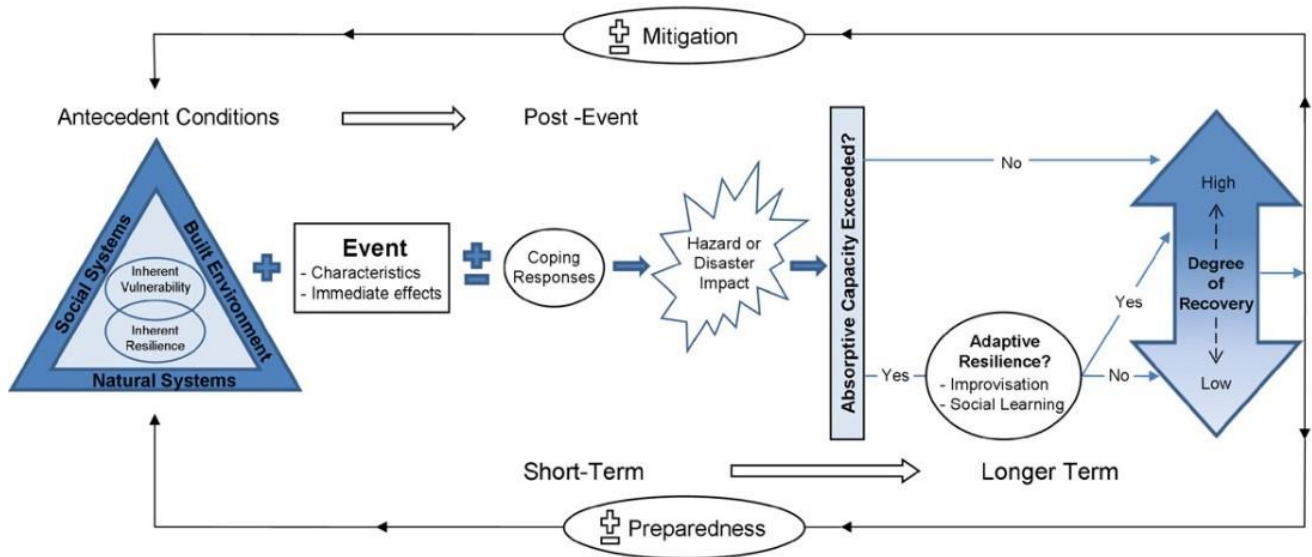 Mitigation
Antecedent Conditions
Post -Event
Social Systems
Built Environment
Natural Systems
Inherent
Vulnerability
Inherent
Resilience
Event
- Characteristics
- Immediate effects
Coping
Responses
Hazard or
Disaster
Impact
Absorptive Capacity Exceeded?
No
Yes
Adaptive
Resilience?
- Improvisation
- Social Learning
Yes
No
High
Degree
of
Recovery
Low
Short-Term
Longer Term
Preparedness